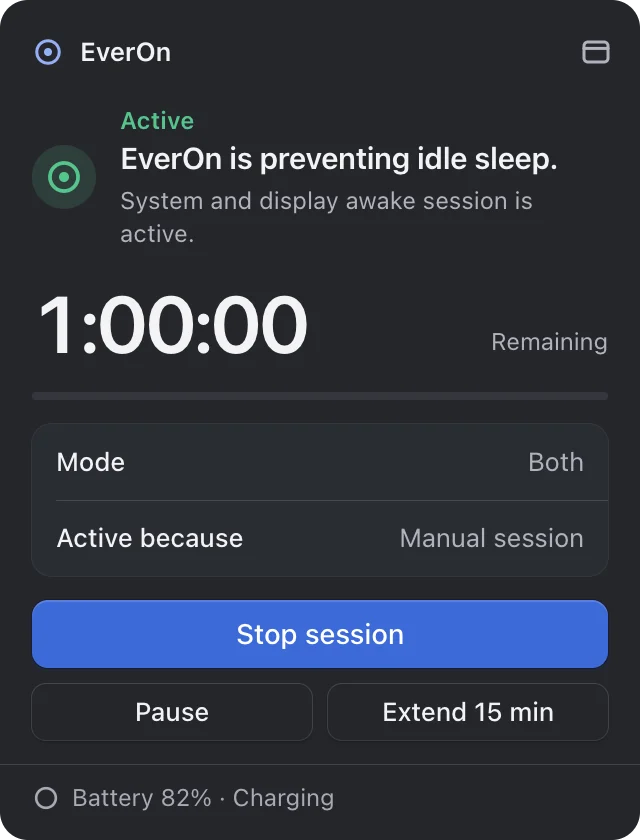 EverOn
Active
EverOn is preventing idle sleep.
System and display awake session is
active.
1:00:00
Remaining
Mode
Both
Active because
Manual session
Stop session
Pause
Extend 15 min
Battery 82% · Charging